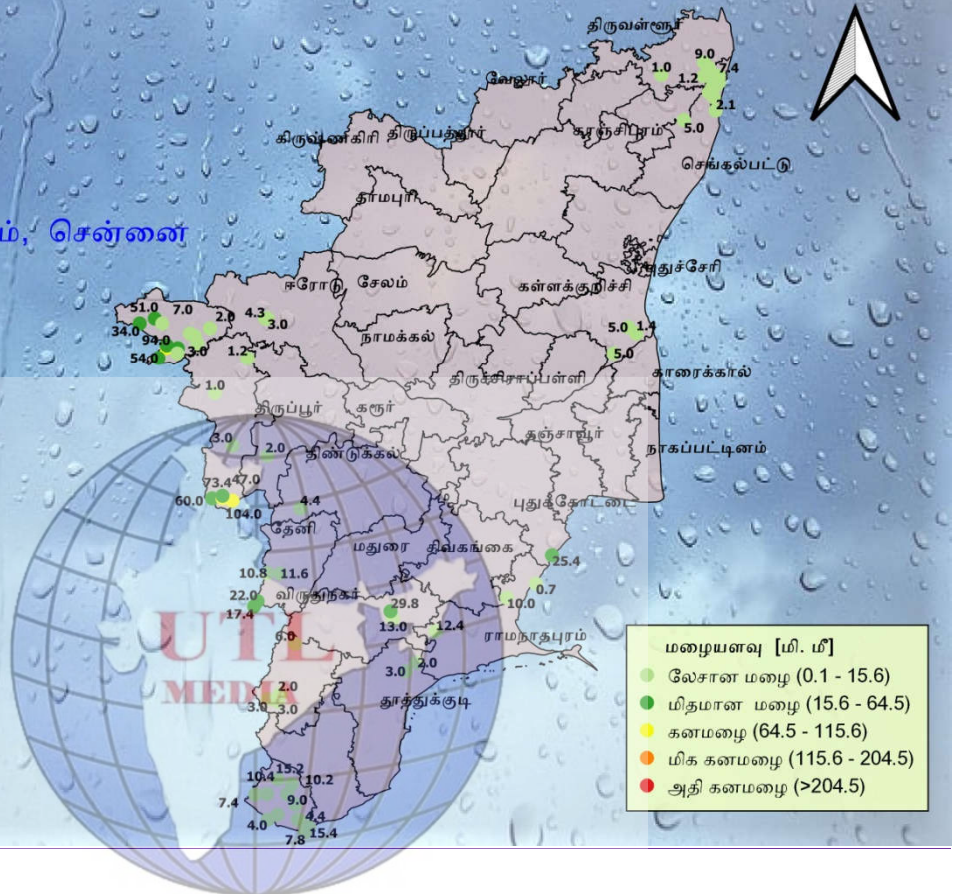 திருவள்ளூர்
9.0
1.0
7.4
வேலூர்
1.2
2.1
5.0
கிருஷ்ணகிரி
திருப்பத்தூர்
காஞ்சிபுரம்
செங்கல்பட்டு
தர்மபுரி
ம், சென்னை
புதுச்சேரி
ஈரோடு
சேலம்
கள்ளக்குறிச்சி
51.0
7.0
2.0
4.3
3.0
34.0
94.0
54.0
3.0
1.2
நாமக்கல்
5.0
1.4
5.0
1.0
திருச்சிராப்பள்ளி
காரைக்கால்
திருப்பூர்
கரூர்
தஞ்சாவூர்
3.0
2.0
திண்டுக்கல்
நாகப்பட்டினம்
73.4
47.0
60.0
104.0
4.4
புதுக்கோட்டை
தேனி
மதுரை
சிவகங்கை
25.4
10.8
11.6
0.7
22.0
விருதுநகர்
29.8
10.0
17.4
13.0
12.4
UTL
MEDIA
6.0
ராமநாதபுரம்
3.0
2.0
2.0
3.0
3.0
தூத்துக்குடி
15.2
10.4
10.2
7.4
9.0
4.4
4.0
15.4
7.8
மழையளவு [மி. மீ]
லேசான மழை (0.1 - 15.6)
மிதமான மழை (15.6 - 64.5)
கனமழை (64.5 - 115.6)
மிக கனமழை (115.6 - 204.5)
அதி கனமழை (>204.5)